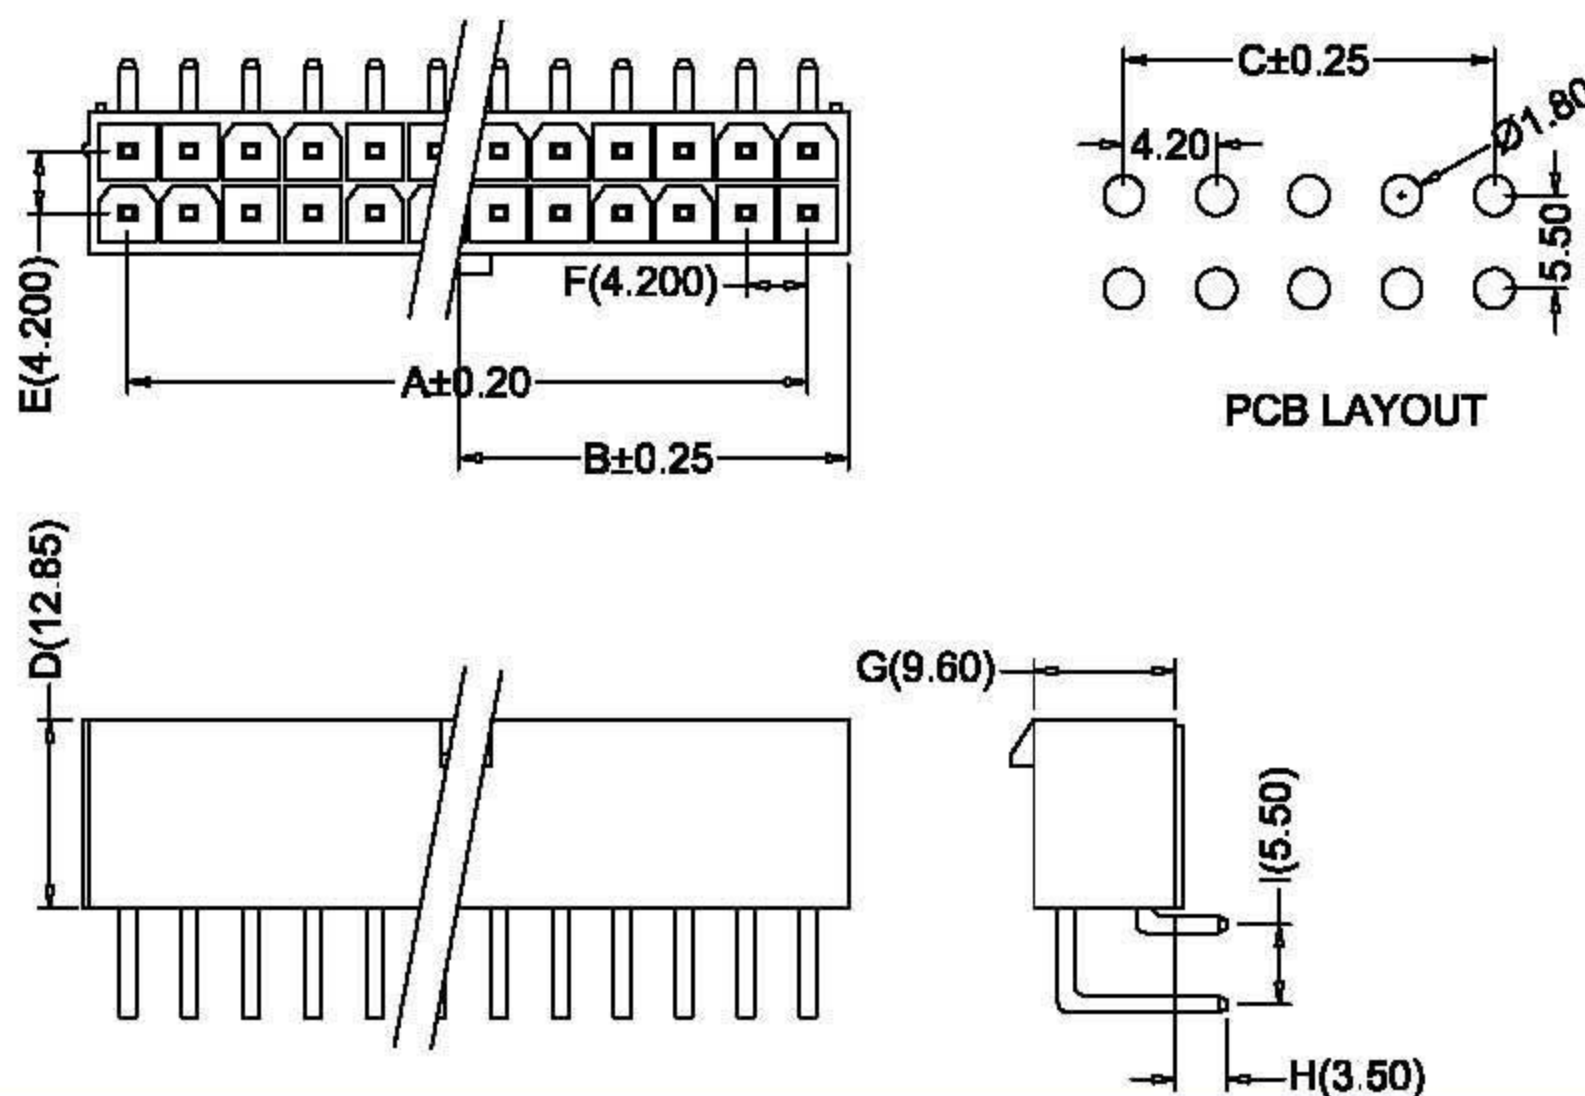 C±0.25
4.20
Ø1.80
5.50
E(4.200)
F(4.200)
A±0.20
B±0.25
PCB LAYOUT
D(12.85)
G(9.60)
I(5.50)
H(3.50)